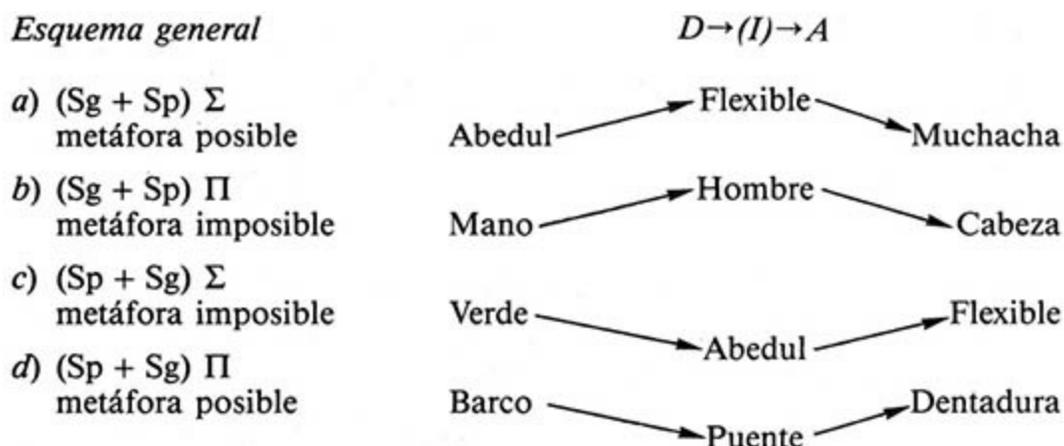 Esquema general D→(I)→A
a) (Sg + Sp) Σ Flexible
metáfora posible Abedul Muchacha
b) (Sg + Sp) Π Hombre
metáfora imposible Mano Cabeza
c) (Sp + Sg) Σ
metáfora imposible Verde Flexible
Abedul
d) (Sp + Sg) Π
metáfora posible Barco Dentadura
Puente